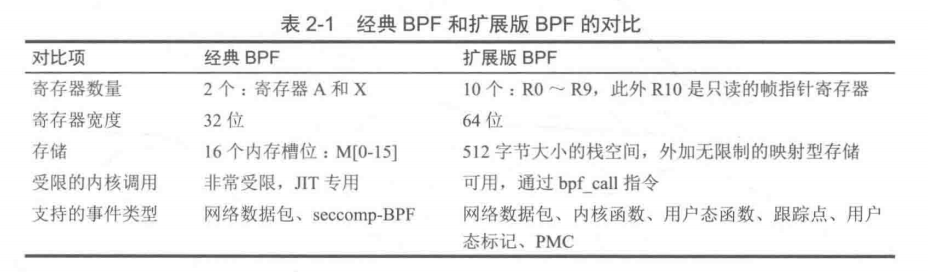 表 2-1 经典 BPF 和扩展版 BPF 的对比
对比项 经典 BPF 扩展版 BPF
寄存器数量 2 个：寄存器 A 和 X 10 个：R0 ～ R9，此外 R10 是只读的帧指针寄存器
寄存器宽度 32 位 64 位
存储 16 个内存槽位：M[0-15] 512 字节大小的栈空间，外加无限制的映射型存储
受限的内核调用 非常受限，JIT 专用 可用，通过 bpf_call 指令
支持的事件类型 网络数据包、seccomp-BPF 网络数据包、内核函数、用户态函数、跟踪点、用户
态标记、PMC